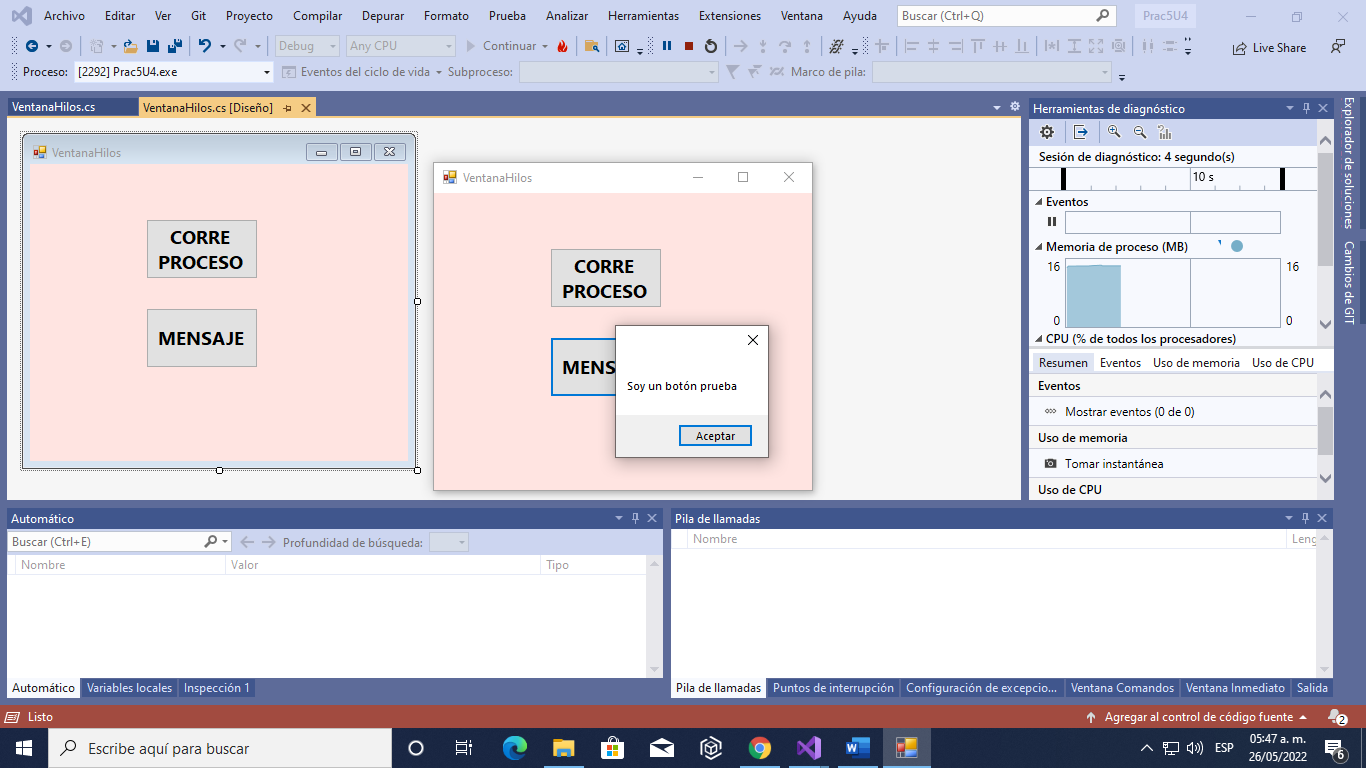 Archivo Editar Ver Git Proyecto Compilar Depurar Formato Prueba Analizar Herramientas Extensiones Ventana Ayuda Buscar (Ctrl+Q) Prac5U4
Debug Any CPU Continuar Live Share
Proceso: [2292] Prac5U4.exe Eventos del ciclo de vida Subproceso: Marco de pila:
VentanaHilos.cs VentanaHilos.cs [Diseño]
VentanaHilos
CORRE
PROCESO
MENSAJE
VentanaHilos
CORRE
PROCESO
MENS
Soy un botón prueba
Aceptar
Herramientas de diagnóstico
Sesión de diagnóstico: 4 segundo(s)
10 s
Eventos
Memoria de proceso (MB)
16 16
0 0
CPU (% de todos los procesadores)
Resumen Eventos Uso de memoria Uso de CPU
Eventos
Mostrar eventos (0 de 0)
Uso de memoria
Tomar instantánea
Uso de CPU
Explorador de soluciones
Cambios de GIT
Automático
Buscar (Ctrl+E) Profundidad de búsqueda:
Nombre Valor Tipo
Automático Variables locales Inspección 1
Pila de llamadas
Nombre Leng
Pila de llamadas Puntos de interrupción Configuración de excepcio... Ventana Comandos Ventana Inmediato Salida
Listo Agregar al control de código fuente 2
Escribe aquí para buscar ESP 05:47 a. m.
26/05/2022 6